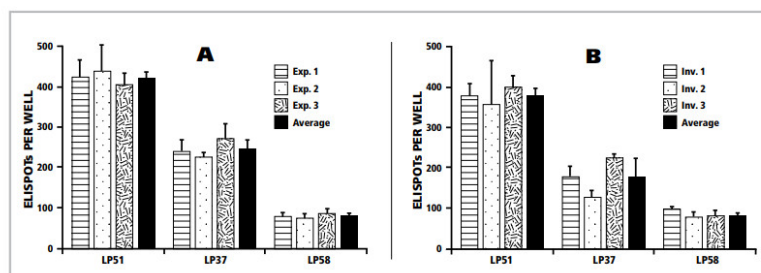 A
ELISPOTs PER WELL
500
400
300
200
100
0
LP51 LP37 LP58
Exp. 1
Exp. 2
Exp. 3
Average
B
ELISPOTs PER WELL
500
400
300
200
100
0
LP51 LP37 LP58
Inv. 1
Inv. 2
Inv. 3
Average